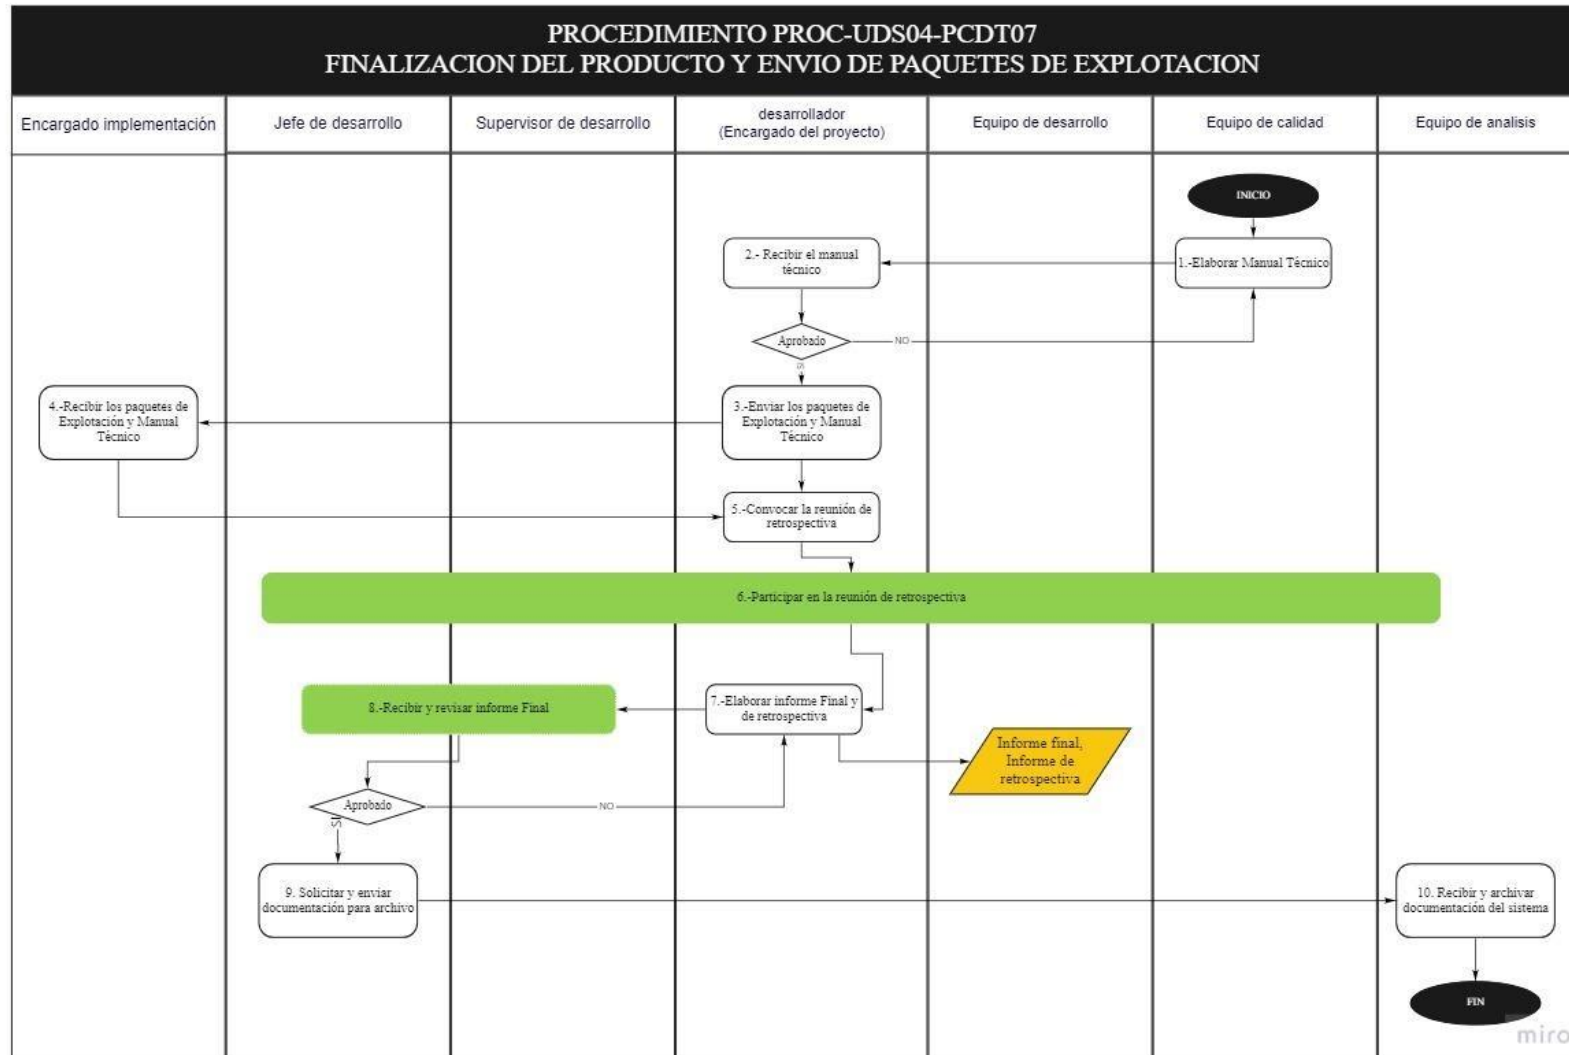 PROCEDIMIENTO PROC-UDS04-PCDT07
FINALIZACION DEL PRODUCTO Y ENVIO DE PAQUETES DE EXPLOTACION
Encargado implementación
Jefe de desarrollo
Supervisor de desarrollo
desarrollador
(Encargado del proyecto)
Equipo de desarrollo
Equipo de calidad
Equipo de analisis
INICIO
1.-Elaborar Manual Técnico
2.- Recibir el manual
técnico
Aprobado
NO
SI
3.-Enviar los paquetes de
Explotación y Manual
Técnico
4.-Recibir los paquetes de
Explotación y Manual
Técnico
5.-Convocar la reunión de
retrospectiva
6.-Participar en la reunión de retrospectiva
7.-Elaborar informe Final y
de retrospectiva
8.-Recibir y revisar informe Final
Informe final,
Informe de
retrospectiva
Aprobado
NO
SI
9. Solicitar y enviar
documentación para archivo
10. Recibir y archivar
documentación del sistema
FIN
miro